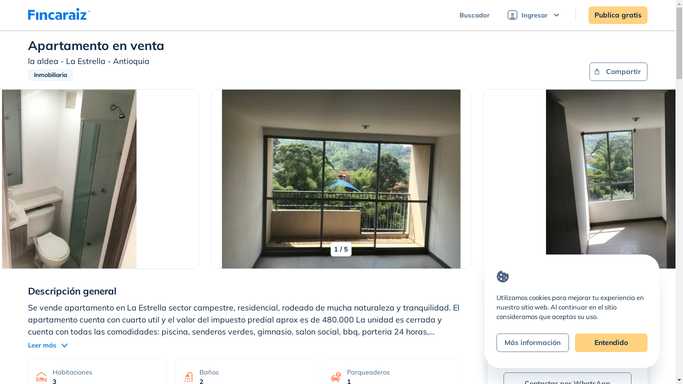 Fincaraiz
Buscador
Ingresar
Publica gratis
Apartamento en venta
la aldea - La Estrella - Antioquia
Inmobiliaria
Compartir
1 / 5
Descripción general
Se vende apartamento en La Estrella sector campestre, residencial, rodeado de mucha naturaleza y tranquilidad. El
apartamento cuenta con cuarto util y el valor del impuesto predial aprox es de 480.000 La unidad es cerrada y
cuenta con todas las comodidades: piscina, senderos verdes, gimnasio, salon social, bbq, porteria 24 horas,...
Leer más
Habitaciones
3
Baños
2
Parqueaderos
1
Utilizamos cookies para mejorar tu experiencia en
nuestro sitio web. Al continuar en el sitio
consideramos que aceptas su uso.
Más información
Entendido
Contactar por WhatsApp